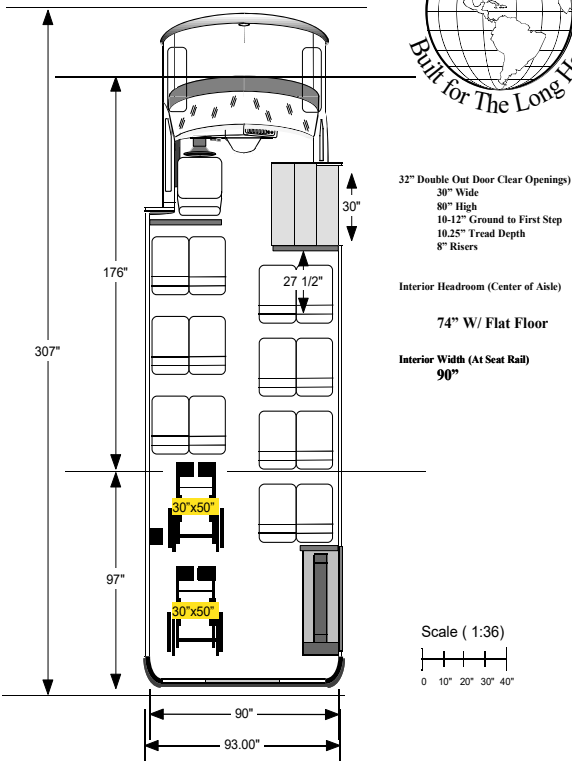 Built for The Long H
32” Double Out Door Clear Openings)
30” Wide
80” High
10-12” Ground to First Step
10.25” Tread Depth
8” Risers
30"
27 1/2"
176"
Interior Headroom (Center of Aisle)
74” W/ Flat Floor
307"
Interior Width (At Seat Rail)
90”
30"x50"
97"
30"x50"
Scale ( 1:36)
0 10" 20" 30" 40"
90"
93.00"